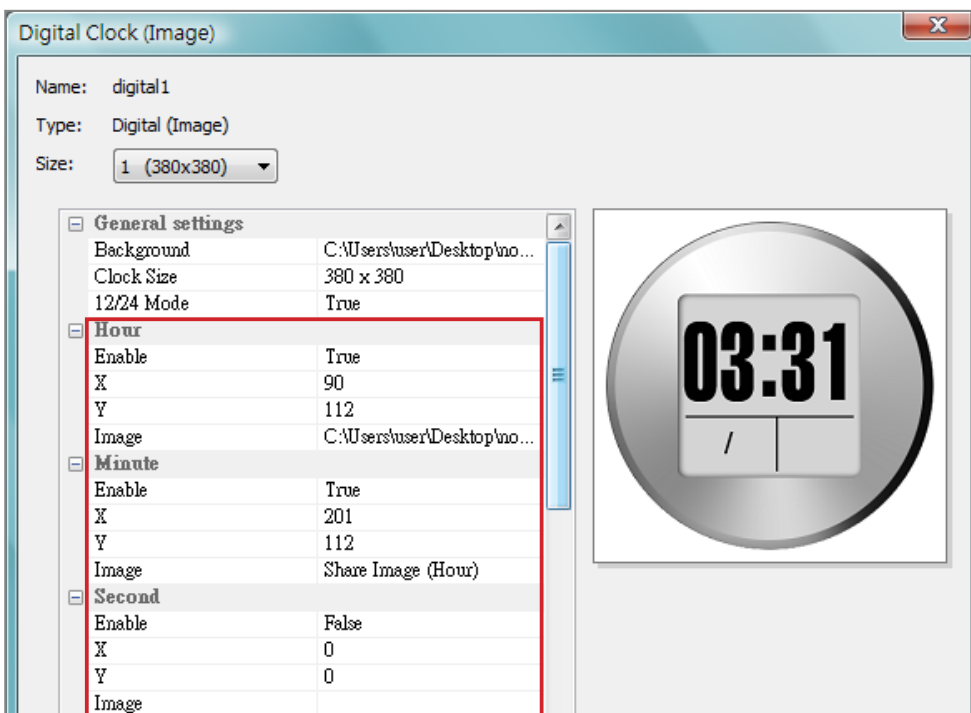 Digital Clock (Image)
X
Name: digital1
Type: Digital (Image)
Size: 1 (380x380)
General settings
Background C:\Users\user\Desktop\no...
Clock Size 380 x 380
12/24 Mode True
Hour
Enable True
X 90
Y 112
Image C:\Users\user\Desktop\no...
Minute
Enable True
X 201
Y 112
Image Share Image (Hour)
Second
Enable False
X 0
Y 0
Image
03:31
/